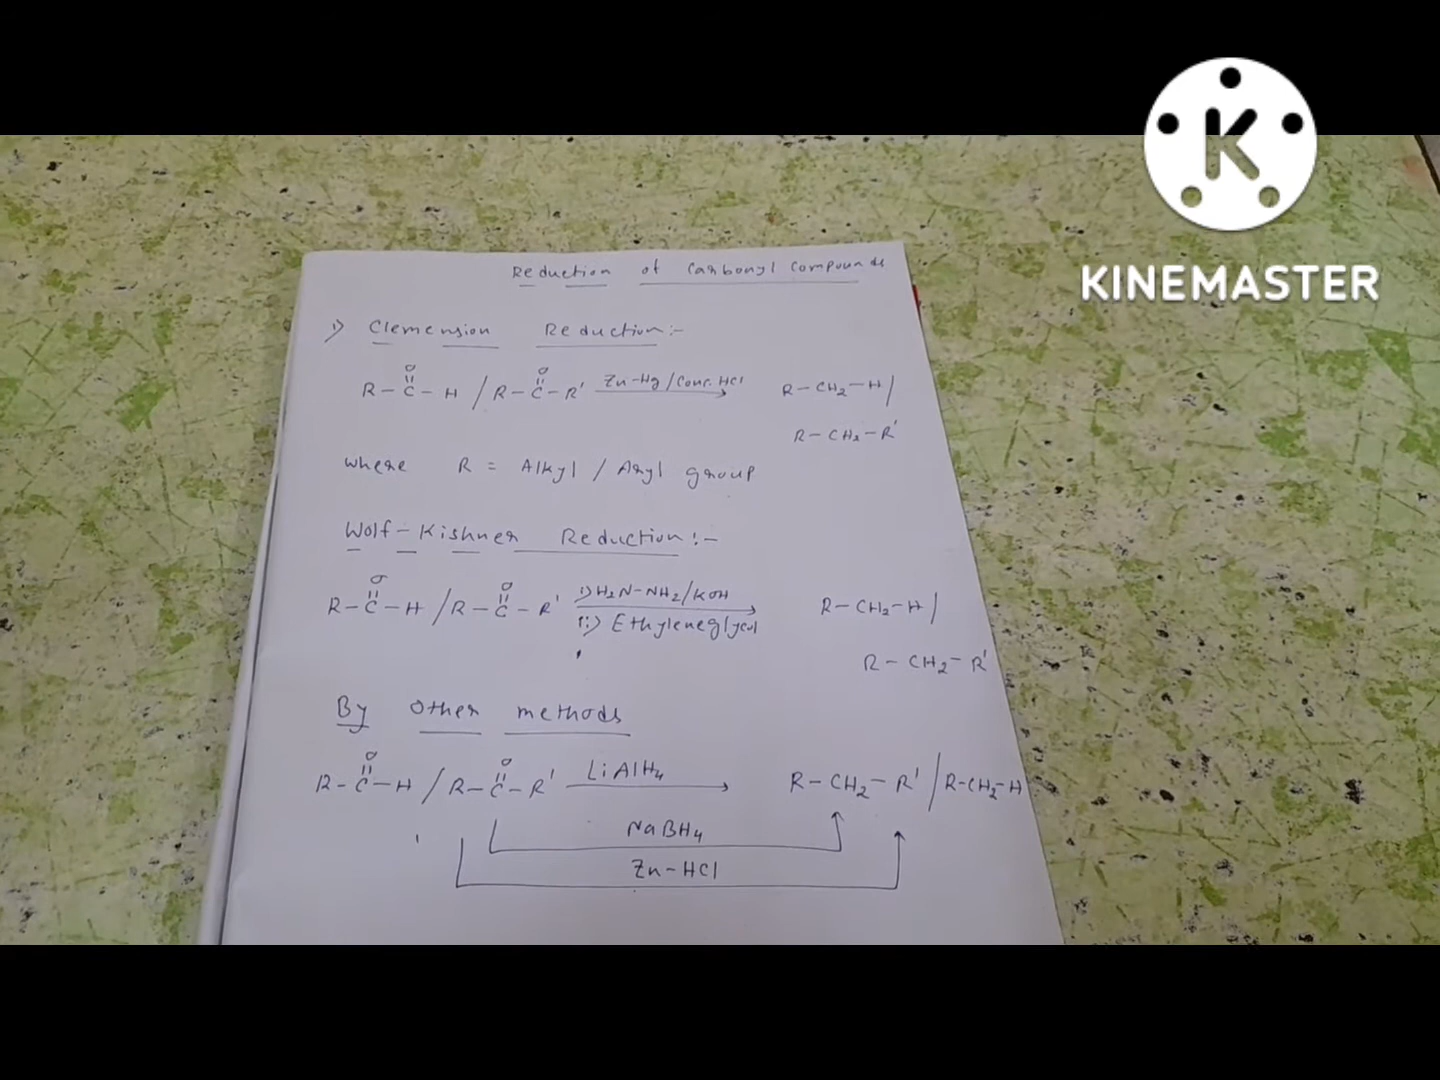 KINEMASTER
Reduction of Carbonyl Compounds
1) Clemension Reduction:-
R-C-H / R-C-R' Zn-Hg/Conc. HCl R-CH2-H /
O O
R-CH2-R'
where R = Alkyl / Aryl group
Wolf-Kishner Reduction:-
R-C-H / R-C-R' i) H2N-NH2/KOH R-CH2-H /
O O
ii) Ethyleneglycol
R-CH2-R'
By Other methods
R-C-H / R-C-R' LiAlH4 R-CH2-R' / R-CH2-H
O O
NaBH4
Zn-HCl